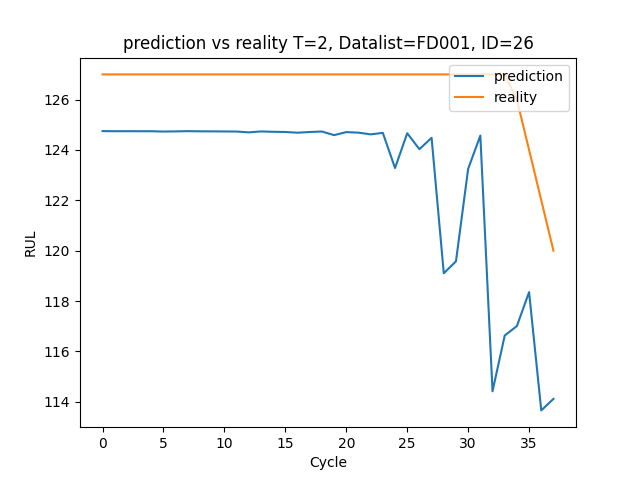 prediction vs reality T=2, Datalist=FD001, ID=26
prediction
reality
126
124
122
120
118
116
114
RUL
0 5 10 15 20 25 30 35
Cycle